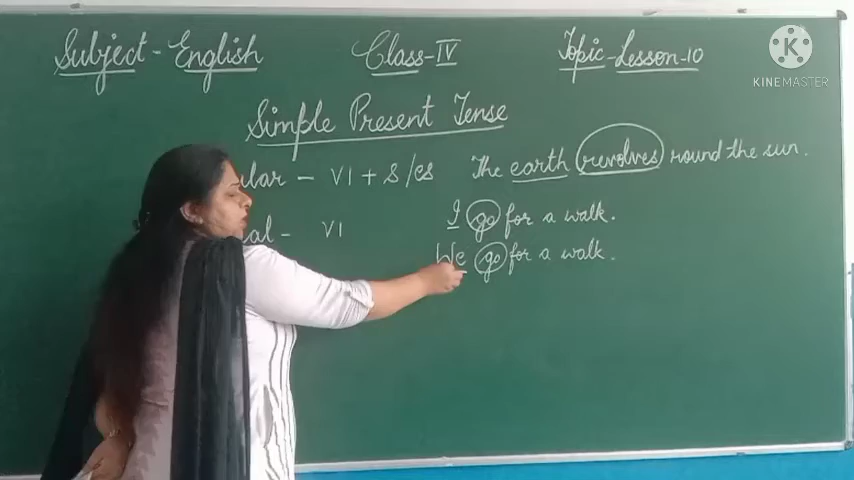 Subject - English Class - IV Topic - Lesson - 10
KINEMASTER
Simple Present Tense
V1 + s/es The earth revolves round the sun.
I go for a walk.
V1
We go for a walk.